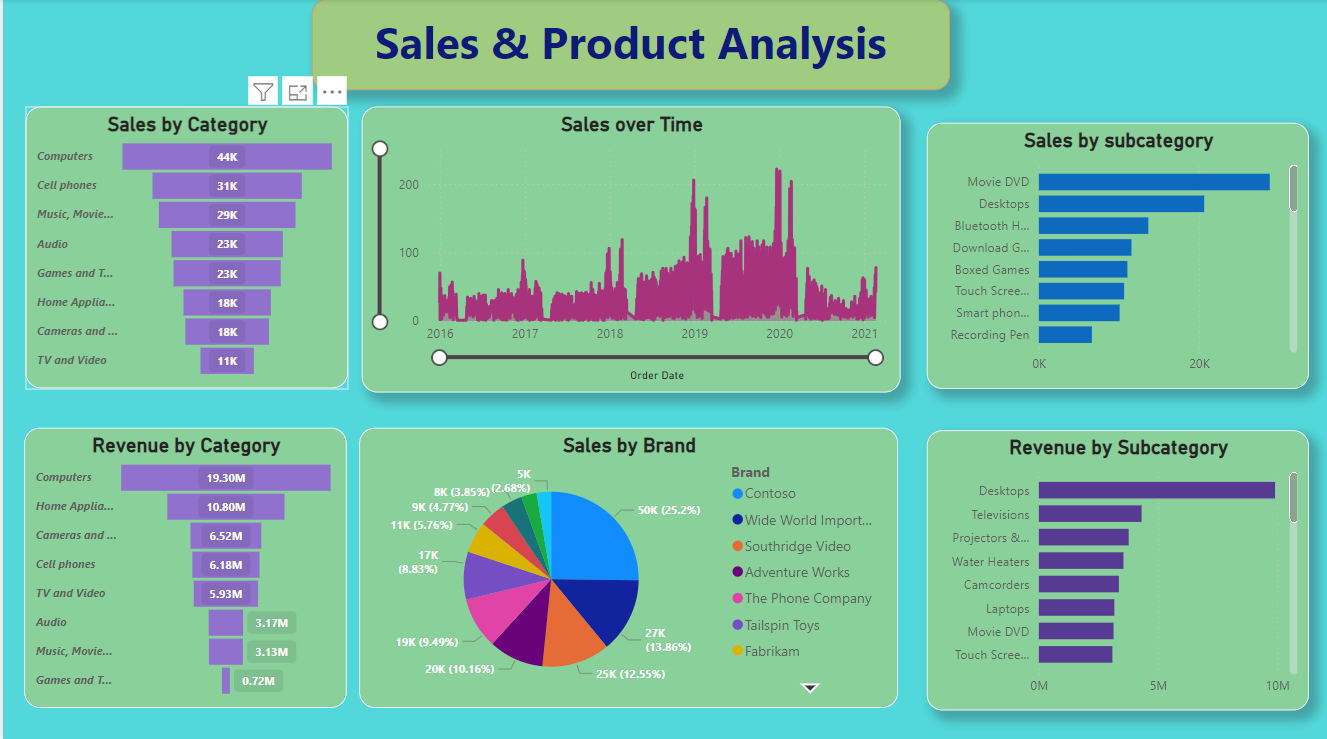 Sales & Product Analysis
Sales by Category
Computers 44K
Cell phones 31K
Music, Movie... 29K
Audio 23K
Games and T... 23K
Home Applia... 18K
Cameras and ... 18K
TV and Video 11K
Sales over Time
200
100
0
2016 2017 2018 2019 2020 2021
Order Date
Sales by subcategory
Movie DVD
Desktops
Bluetooth H...
Download G...
Boxed Games
Touch Scree...
Smart phon...
Recording Pen
0K 20K
Revenue by Category
Computers 19.30M
Home Applia... 10.80M
Cameras and ... 6.52M
Cell phones 6.18M
TV and Video 5.93M
Audio 3.17M
Music, Movie... 3.13M
Games and T... 0.72M
Sales by Brand
50K (25.2%)
27K
(13.86%)
25K (12.55%)
20K (10.16%)
19K (9.49%)
17K
(8.83%)
11K (5.76%)
9K (4.77%)
8K (3.85%)
5K
(2.68%)
Brand
Contoso
Wide World Import...
Southridge Video
Adventure Works
The Phone Company
Tailspin Toys
Fabrikam
Revenue by Subcategory
Desktops
Televisions
Projectors &...
Water Heaters
Camcorders
Laptops
Movie DVD
Touch Scree...
0M 5M 10M